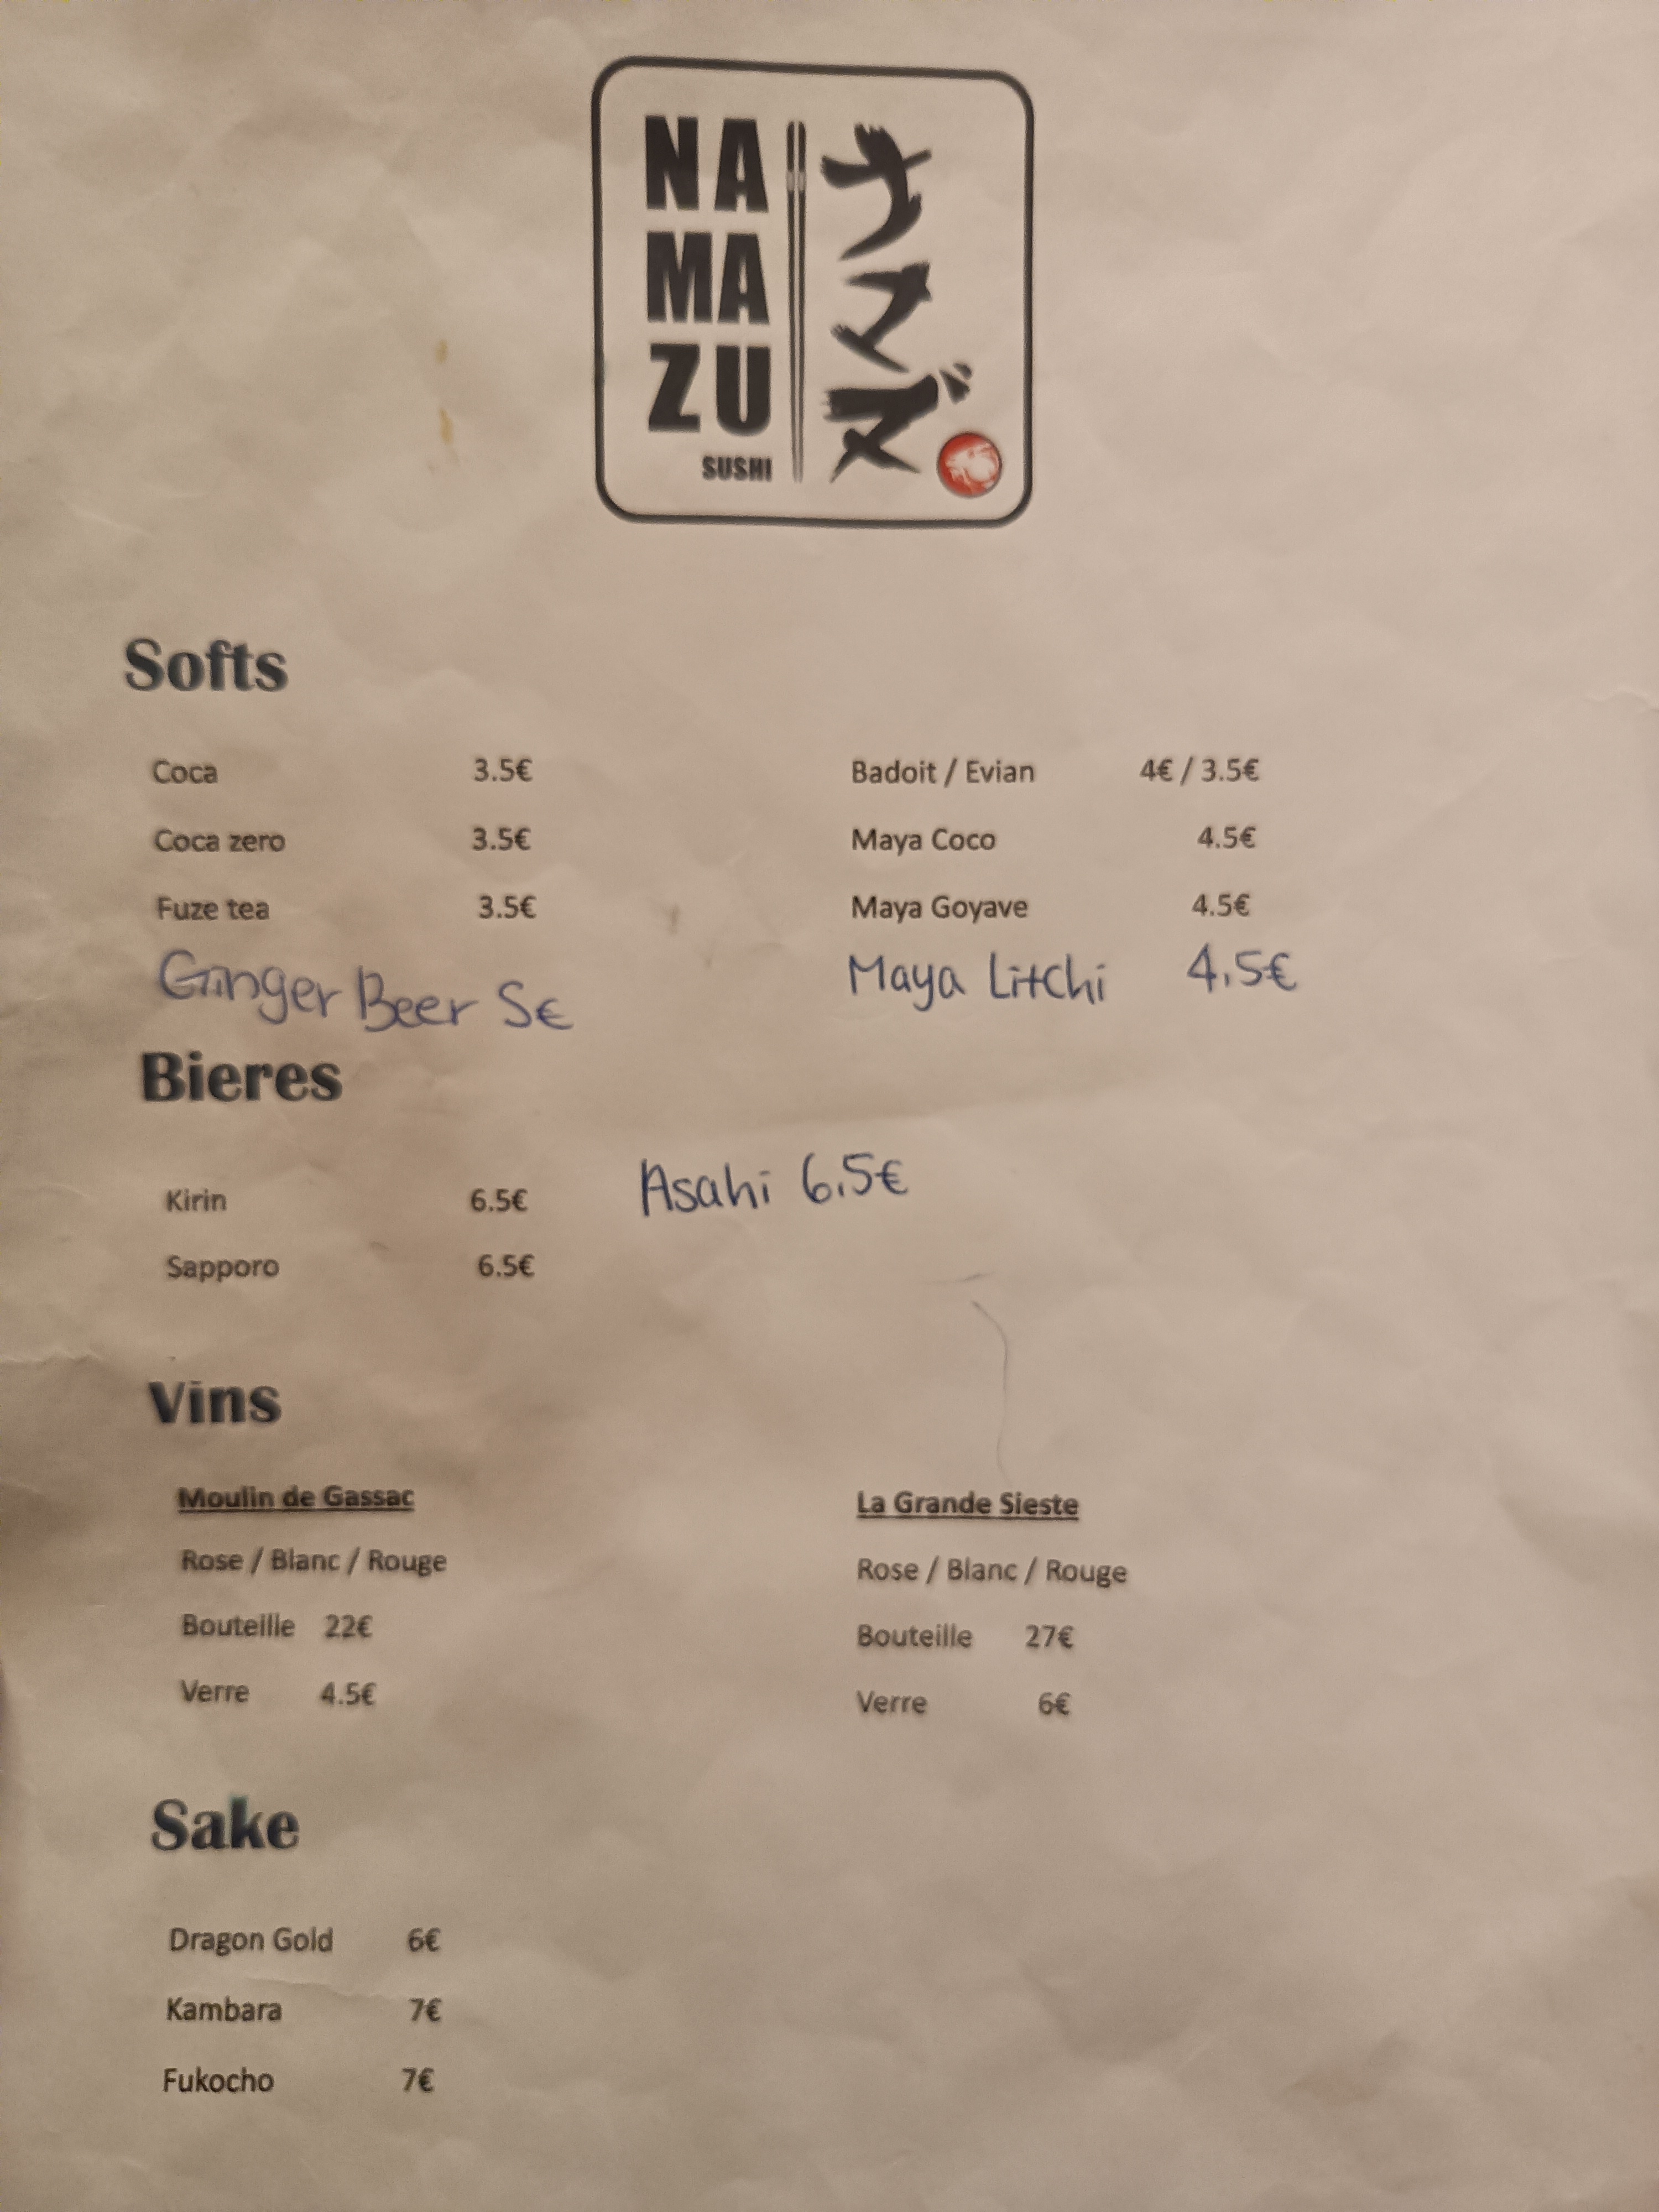 NA
MA
ZU
SUSHI
ナマズ
Softs
Coca 3.5€
Coca zero 3.5€
Fuze tea 3.5€
Ginger Beer 5€
Badoit / Evian 4€ / 3.5€
Maya Coco 4.5€
Maya Goyave 4.5€
Maya Litchi 4,5€
Bieres
Kirin 6.5€
Sapporo 6.5€
Asahi 6,5€
Vins
Moulin de Gassac
Rose / Blanc / Rouge
Bouteille 22€
Verre 4.5€
La Grande Sieste
Rose / Blanc / Rouge
Bouteille 27€
Verre 6€
Sake
Dragon Gold 6€
Kambara 7€
Fukocho 7€